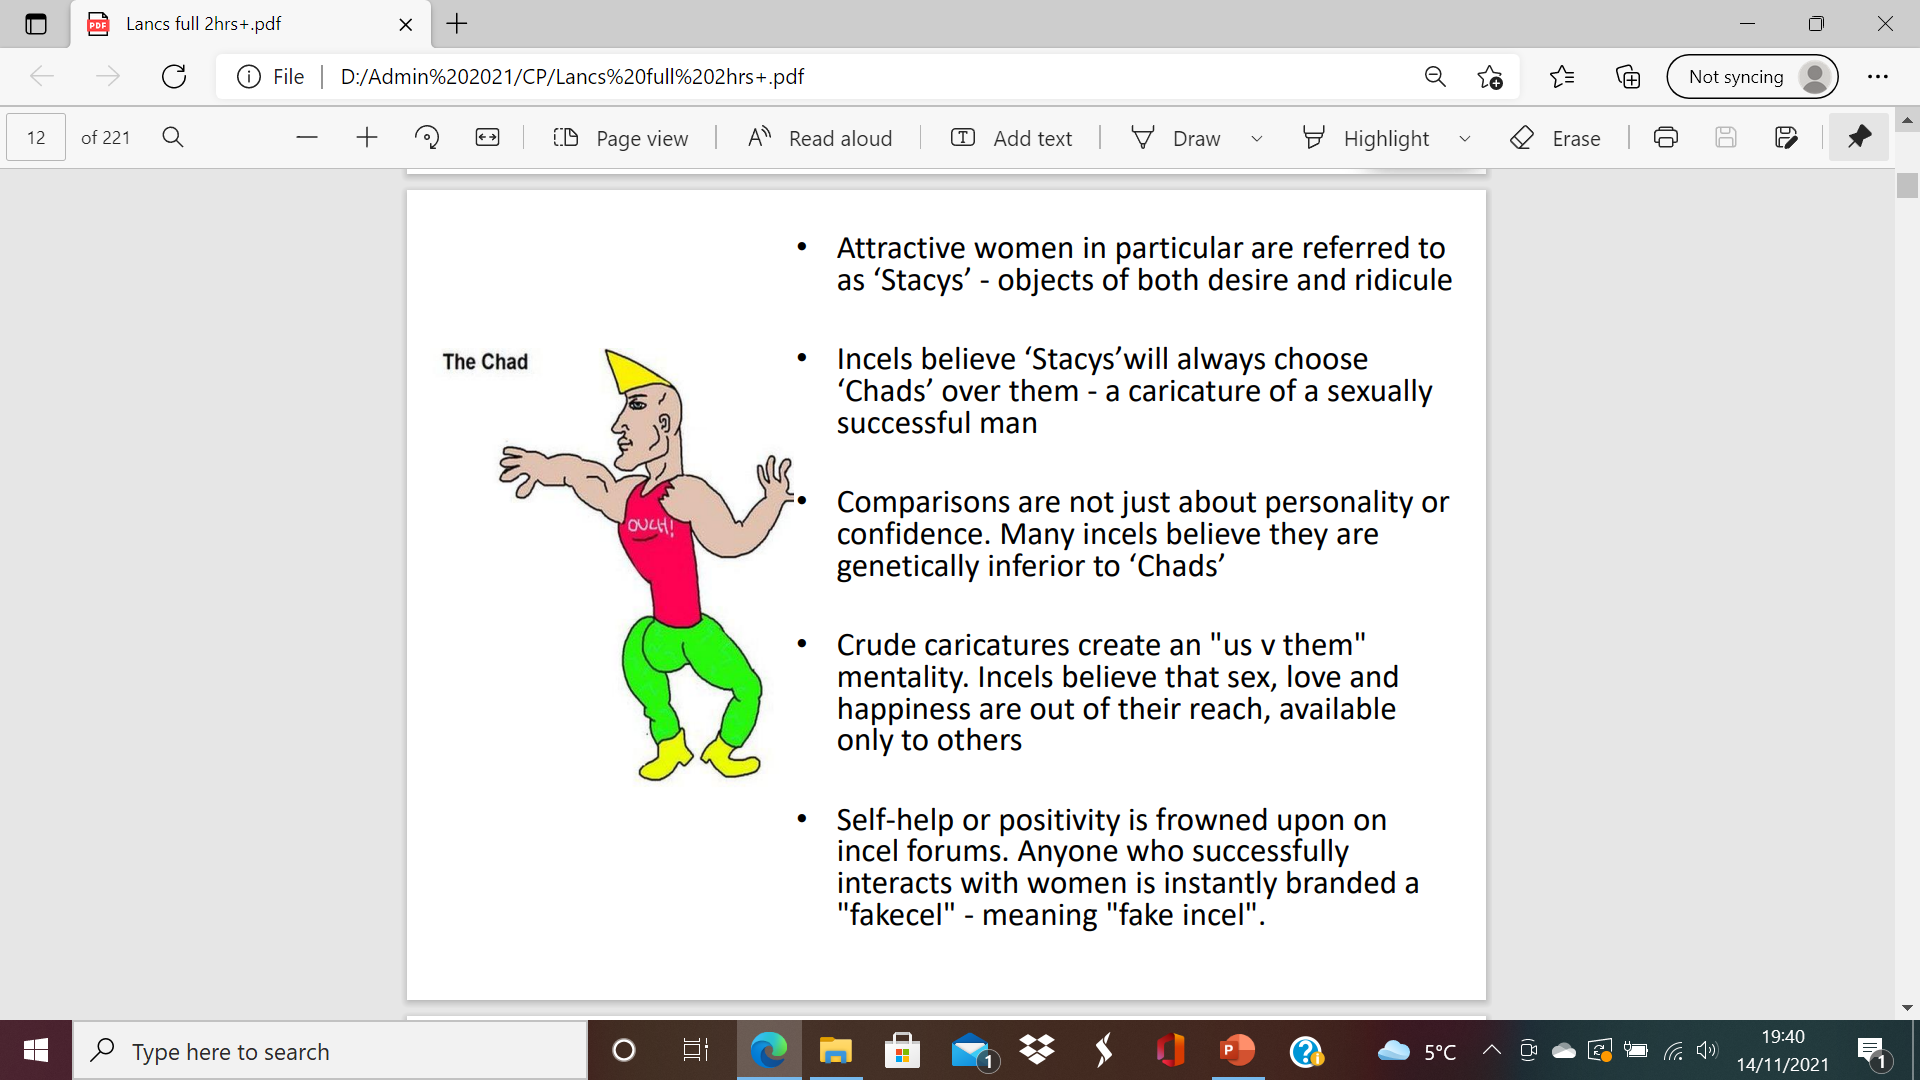 Lancs full 2hrs+.pdf
File
D:/Admin%202021/CP/Lancs%20full%202hrs+.pdf
Not syncing
12 of 221
Page view
Read aloud
Add text
Draw
Highlight
Erase
• Attractive women in particular are referred to
as ‘Stacys’ - objects of both desire and ridicule
The Chad
• Incels believe ‘Stacys’will always choose
‘Chads’ over them - a caricature of a sexually
successful man
OUCH!
• Comparisons are not just about personality or
confidence. Many incels believe they are
genetically inferior to ‘Chads’
• Crude caricatures create an "us v them"
mentality. Incels believe that sex, love and
happiness are out of their reach, available
only to others
• Self-help or positivity is frowned upon on
incel forums. Anyone who successfully
interacts with women is instantly branded a
"fakecel" - meaning "fake incel".
Type here to search
1
5°C
19:40
14/11/2021
1